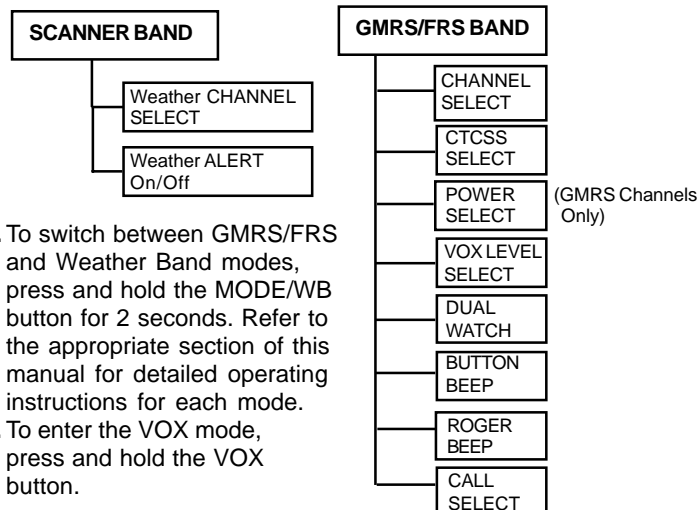 SCANNER BAND
Weather CHANNEL
SELECT
Weather ALERT
On/Off
. To switch between GMRS/FRS
and Weather Band modes,
press and hold the MODE/WB
button for 2 seconds. Refer to
the appropriate section of this
manual for detailed operating
instructions for each mode.
. To enter the VOX mode,
press and hold the VOX
button.
GMRS/FRS BAND
CHANNEL
SELECT
CTCSS
SELECT
POWER
SELECT
(GMRS Channels
Only)
VOX LEVEL
SELECT
DUAL
WATCH
BUTTON
BEEP
ROGER
BEEP
CALL
SELECT